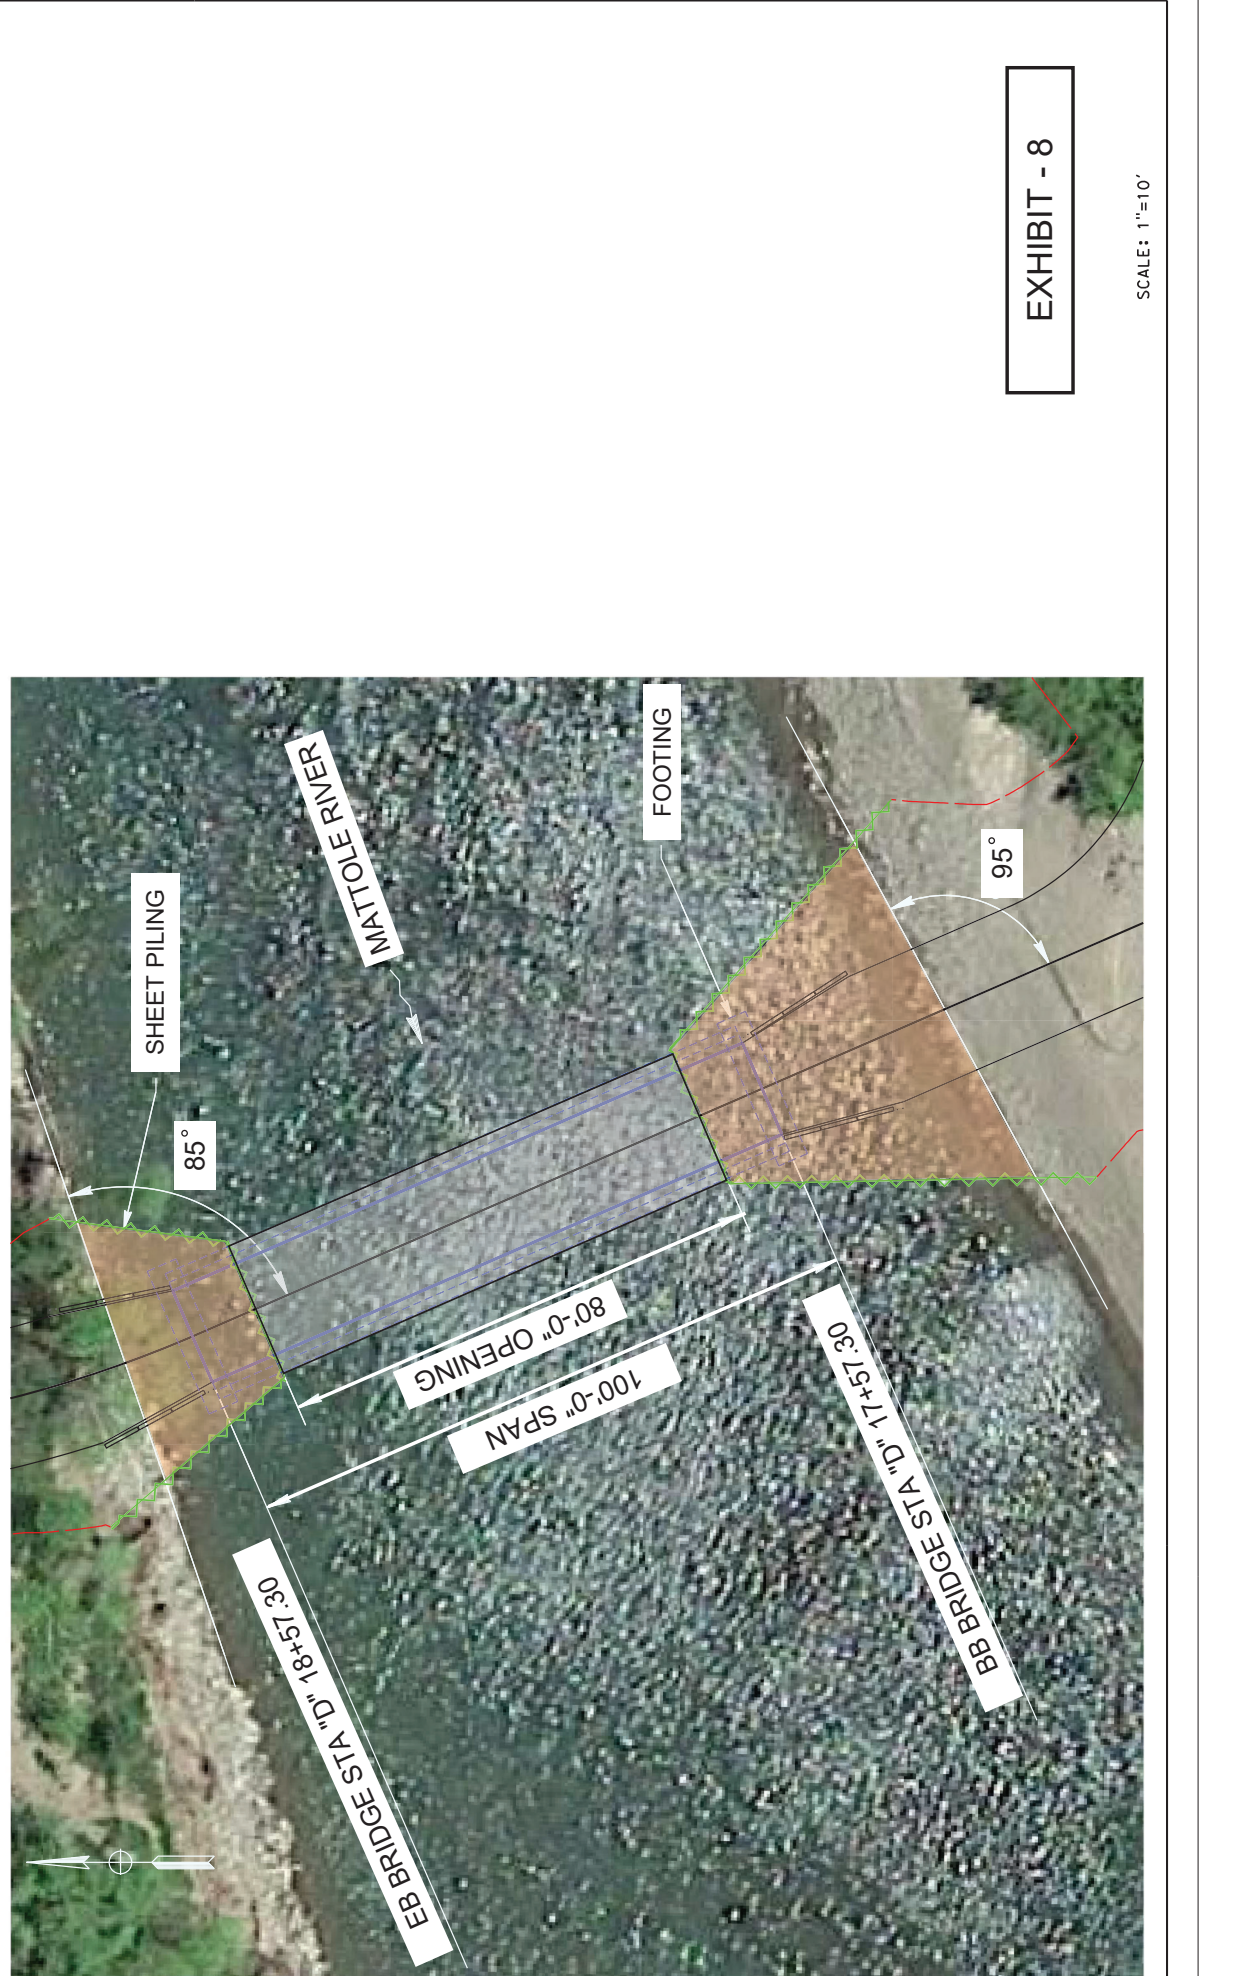 SHEET PILING
MATTOLE RIVER
FOOTING
85°
95°
80'-0" OPENING
100'-0" SPAN
EB BRIDGE STA "D" 18+57.30
BB BRIDGE STA "D" 17+57.30
EXHIBIT - 8
SCALE: 1"=10'